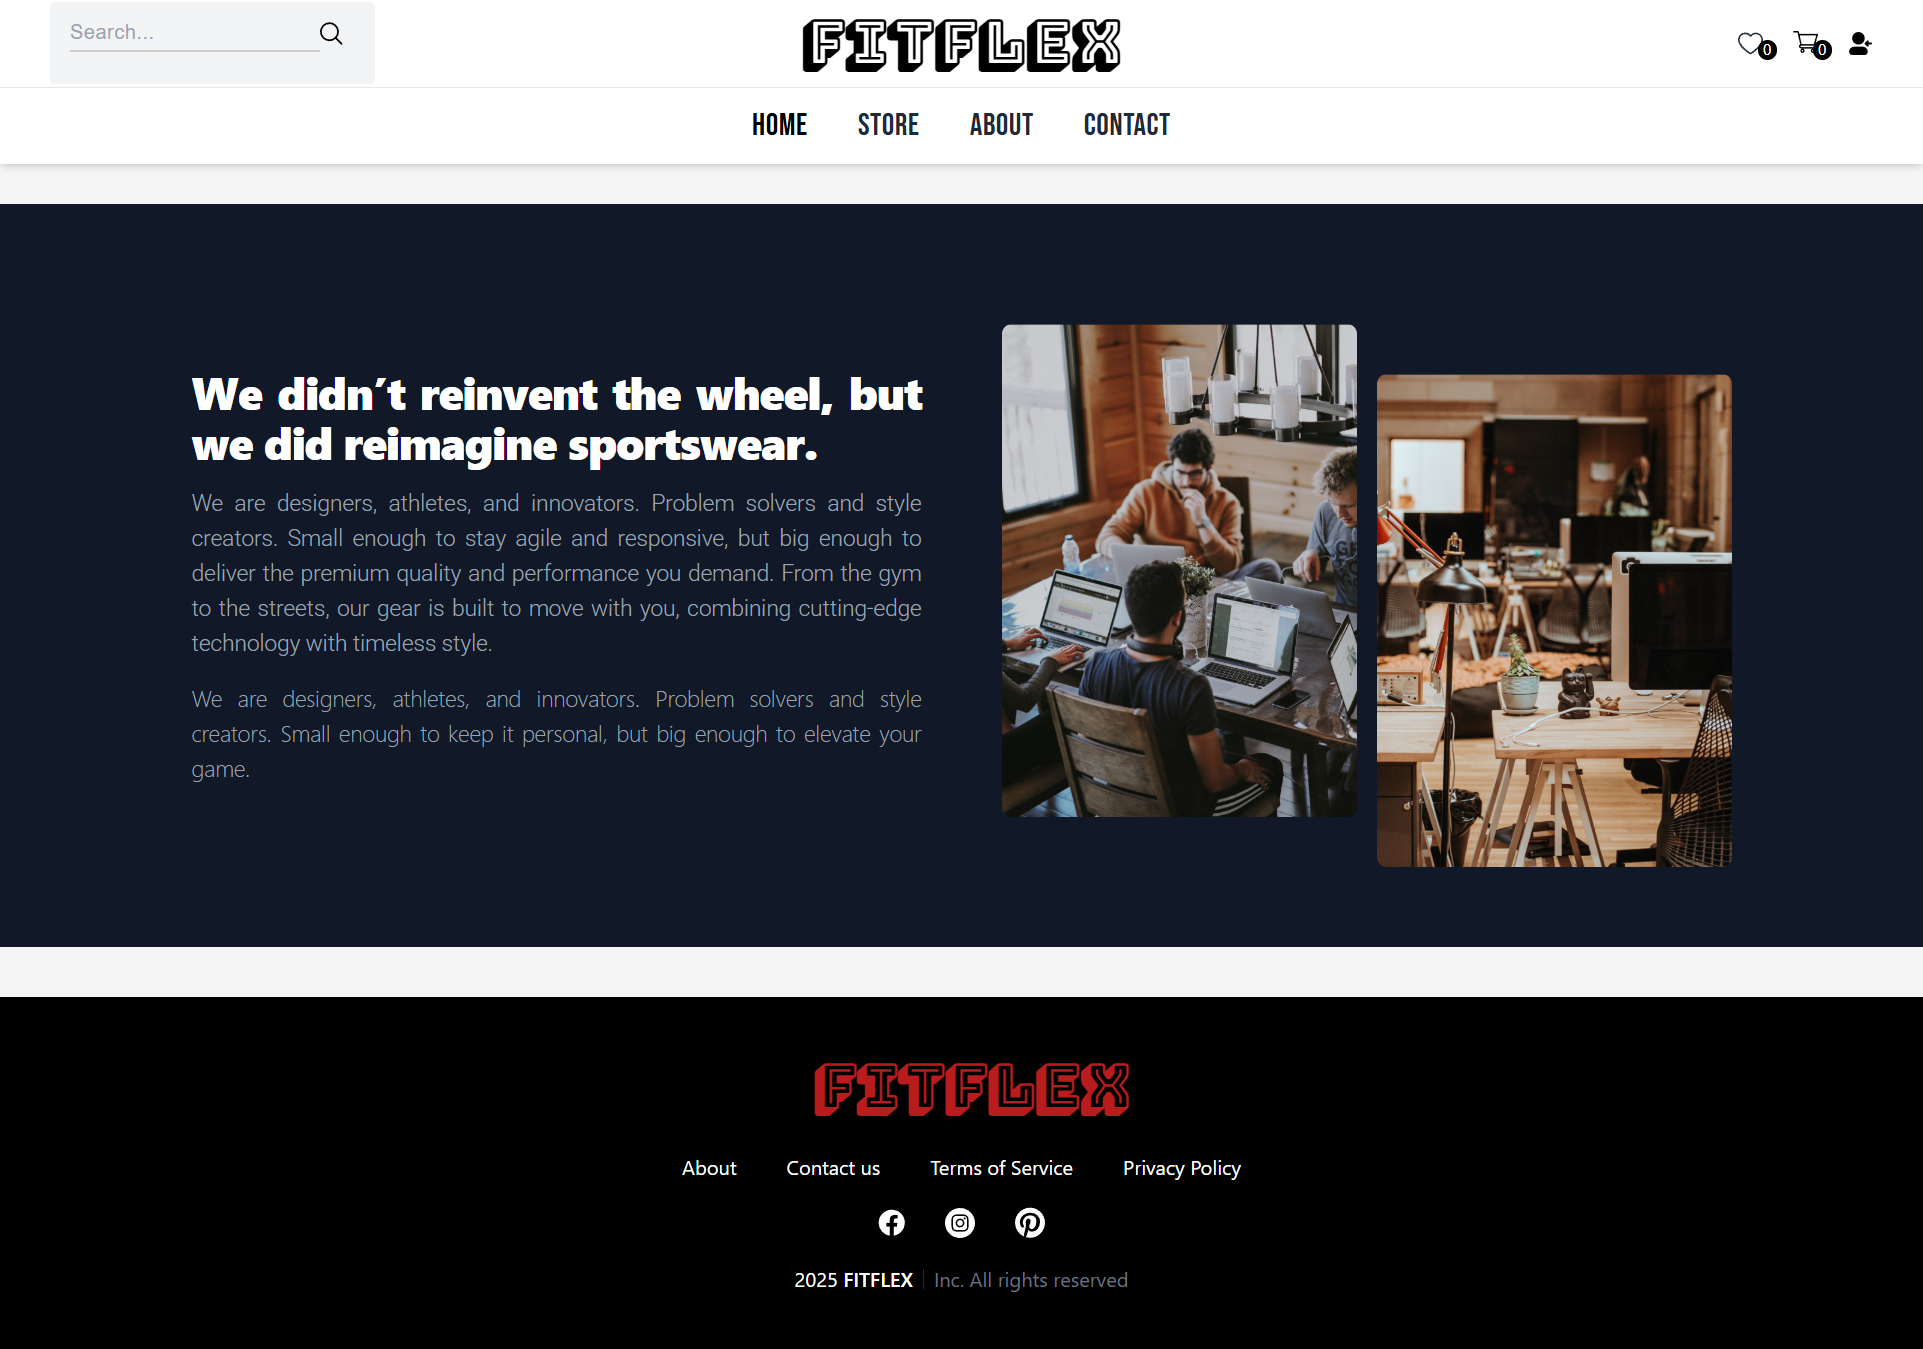 Search...
FITFLEX
0
0
HOME STORE ABOUT CONTACT
We didn’t reinvent the wheel, but
we did reimagine sportswear.
We are designers, athletes, and innovators. Problem solvers and style
creators. Small enough to stay agile and responsive, but big enough to
deliver the premium quality and performance you demand. From the gym
to the streets, our gear is built to move with you, combining cutting-edge
technology with timeless style.
We are designers, athletes, and innovators. Problem solvers and style
creators. Small enough to keep it personal, but big enough to elevate your
game.
FITFLEX
About Contact us Terms of Service Privacy Policy
2025 FITFLEX Inc. All rights reserved